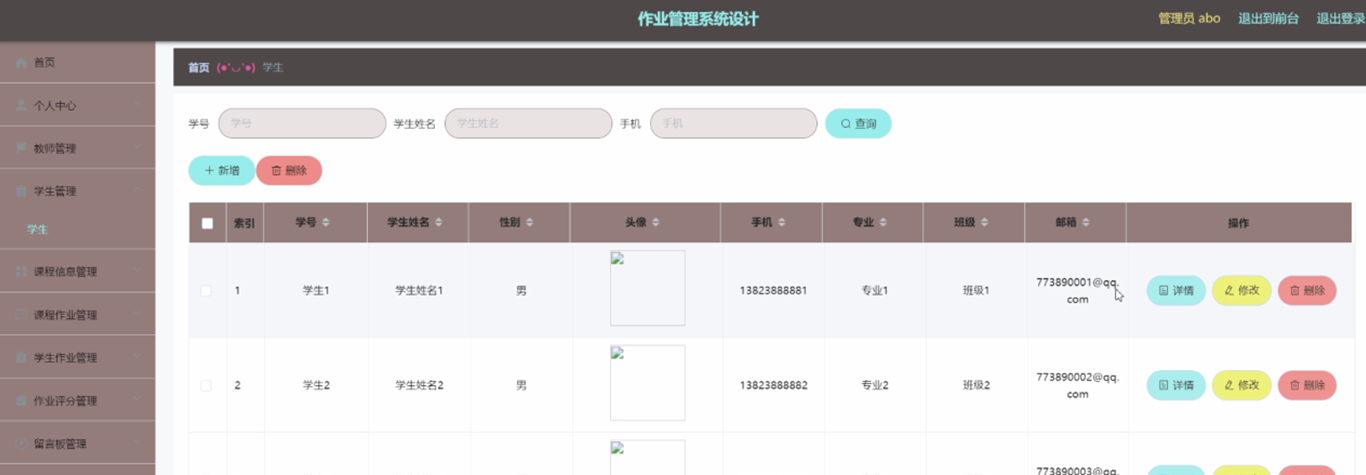 作业管理系统设计
管理员 abo 退出到前台 退出登录
首页
个人中心
教师管理
学生管理
学生
课程信息管理
课程作业管理
学生作业管理
作业评分管理
留言板管理
首页 (●'◡'●) 学生
学号 学号 学生姓名 学生姓名 手机 手机 查询
新增 删除
索引 学号 学生姓名 性别 头像 手机 专业 班级 邮箱 操作
1 学生1 学生姓名1 男 13823888881 专业1 班级1 773890001@qq.
com 详情 修改 删除
2 学生2 学生姓名2 男 13823888882 专业2 班级2 773890002@qq.
com 详情 修改 删除
773890003@qq.